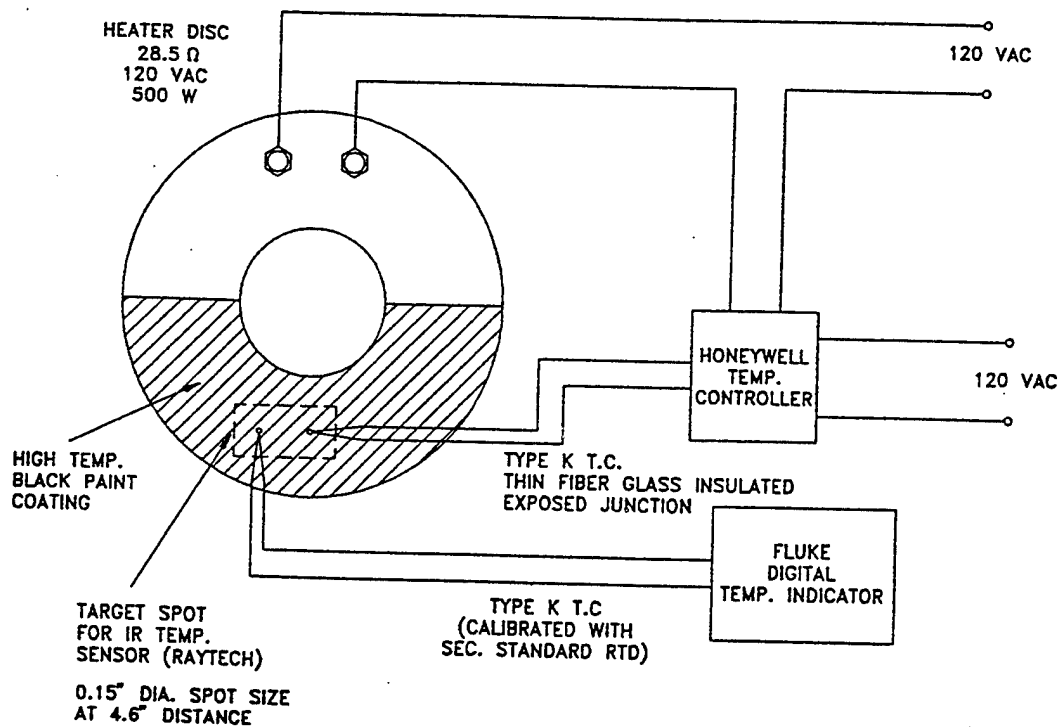 HEATER DISC
28.5 Ω
120 VAC
500 W
120 VAC
HONEYWELL
TEMP.
CONTROLLER
120 VAC
HIGH TEMP.
BLACK PAINT
COATING
TYPE K T.C.
THIN FIBER GLASS INSULATED
EXPOSED JUNCTION
FLUKE
DIGITAL
TEMP. INDICATOR
TYPE K T.C
(CALIBRATED WITH
SEC. STANDARD RTD)
TARGET SPOT
FOR IR TEMP.
SENSOR (RAYTECH)
0.15" DIA. SPOT SIZE
AT 4.6" DISTANCE